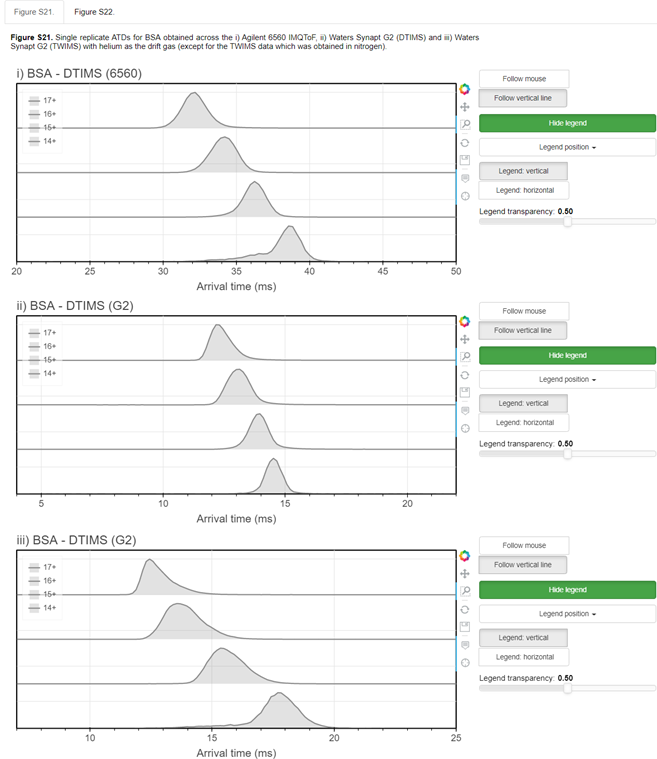 Figure S21. Figure S22.
Figure S21. Single replicate ATDs for BSA obtained across the i) Agilent 6560 IMQToF, ii) Waters Synapt G2 (DTIMS) and iii) Waters
Synapt G2 (TWIMS) with helium as the drift gas (except for the TWIMS data which was obtained in nitrogen).
i) BSA - DTIMS (6560)
17+
16+
15+
14+
20 25 30 35 40 45 50
Arrival time (ms)
Follow mouse
Follow vertical line
Hide legend
Legend position
Legend: vertical
Legend: horizontal
Legend transparency: 0.50
ii) BSA - DTIMS (G2)
17+
16+
15+
14+
5 10 15 20
Arrival time (ms)
Follow mouse
Follow vertical line
Hide legend
Legend position
Legend: vertical
Legend: horizontal
Legend transparency: 0.50
iii) BSA - DTIMS (G2)
17+
16+
15+
14+
10 15 20 25
Arrival time (ms)
Follow mouse
Follow vertical line
Hide legend
Legend position
Legend: vertical
Legend: horizontal
Legend transparency: 0.50